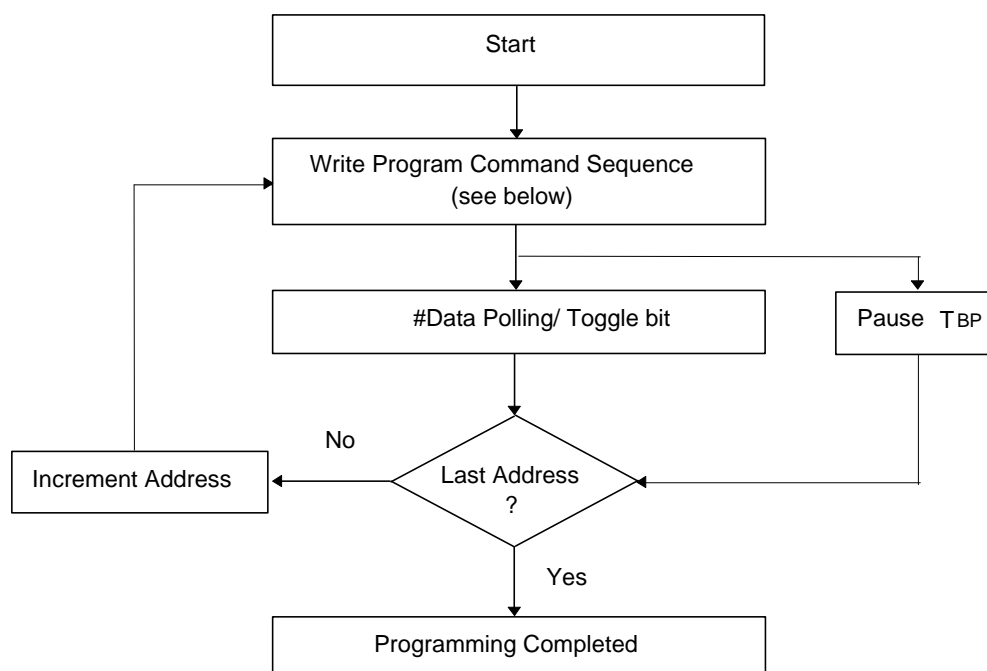 Start
Write Program Command Sequence
(see below)
#Data Polling/ Toggle bit
Pause TBP
No
Increment Address
Last Address
?
Yes
Programming Completed